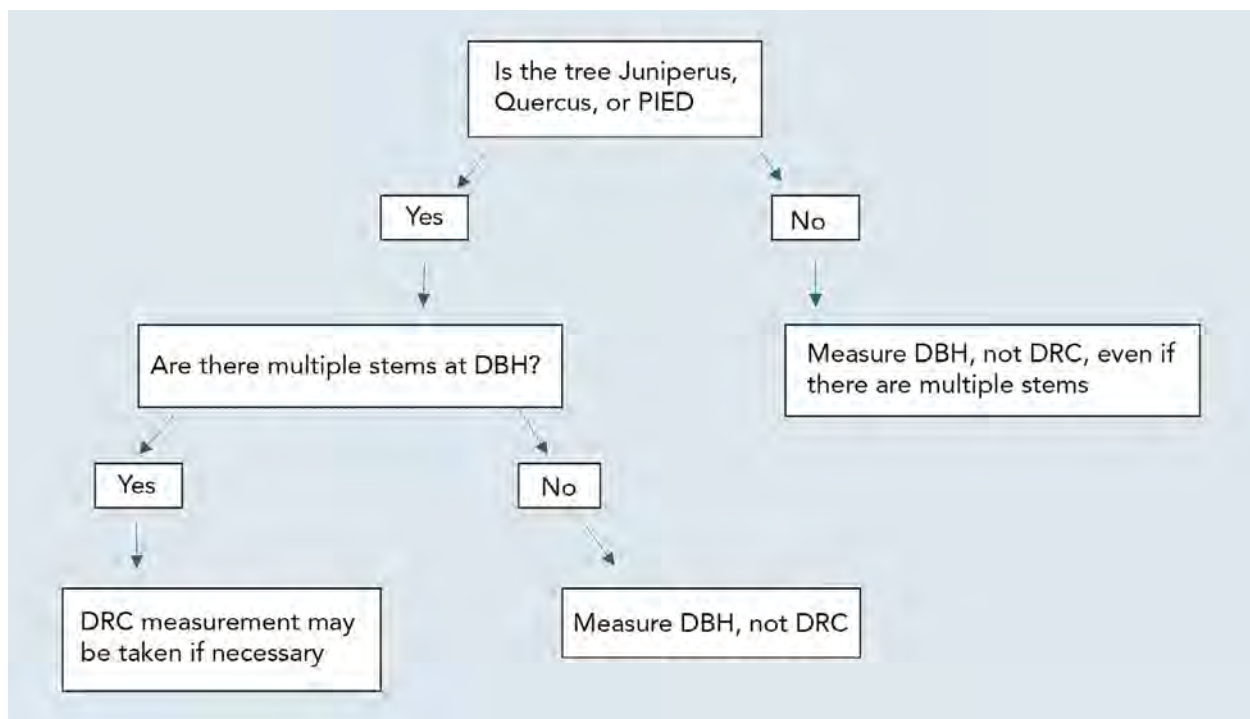 Is the tree Juniperus,
Quercus, or PIED
Yes
No
Are there multiple stems at DBH?
Measure DBH, not DRC, even if
there are multiple stems
Yes
No
DRC measurement may
be taken if necessary
Measure DBH, not DRC